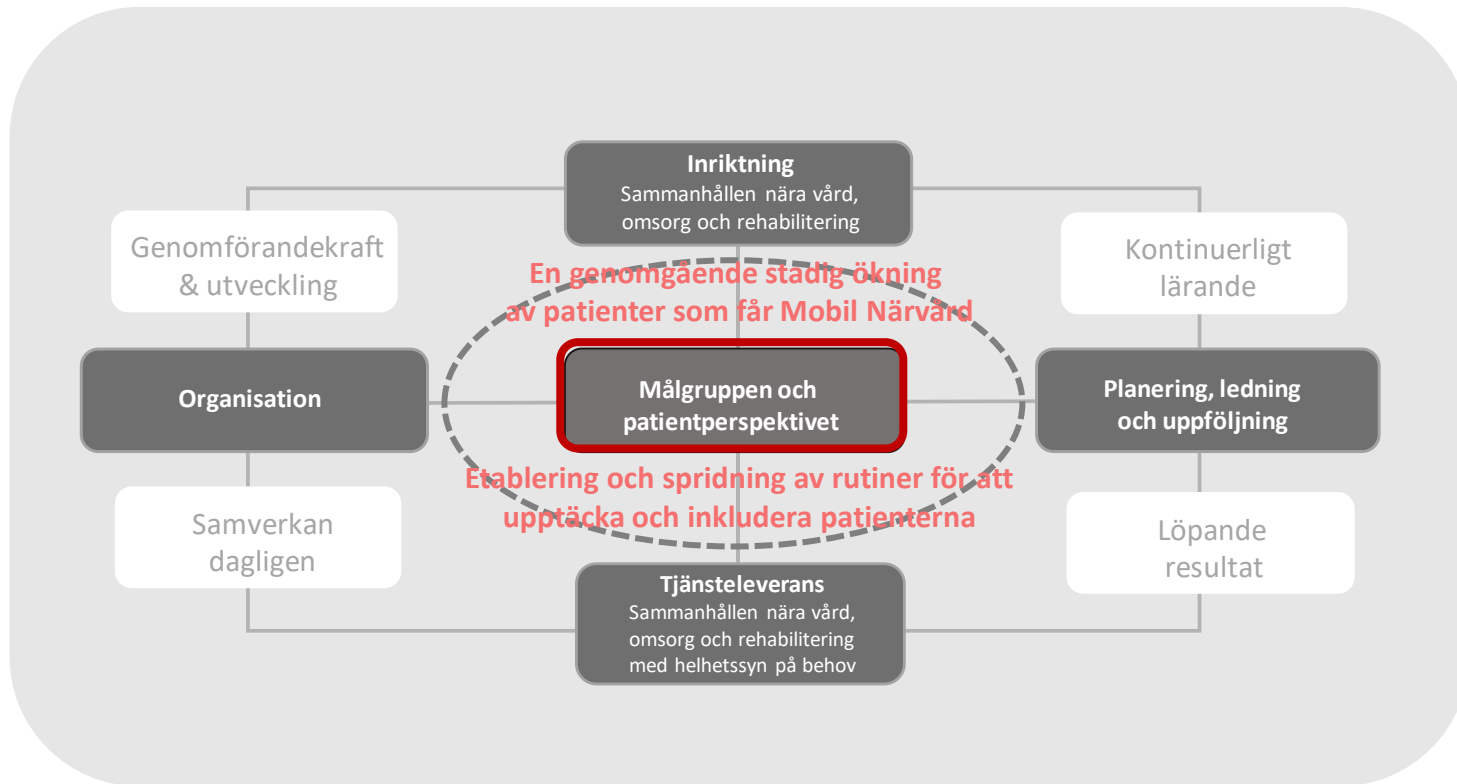 Inriktning
Sammanhållen nära vård,
omsorg och rehabilitering
Genomförandekraft
& utveckling
Kontinuerligt
lärande
En genomgående stadig ökning
av patienter som får Mobil Närvård
Organisation
Målgruppen och
patientperspektivet
Planering, ledning
och uppföljning
Etablering och spridning av rutiner för att
upptäcka och inkludera patienterna
Samverkan
dagligen
Löpande
resultat
Tjänsteleverans
Sammanhållen nära vård,
omsorg och rehabilitering
med helhetssyn på behov